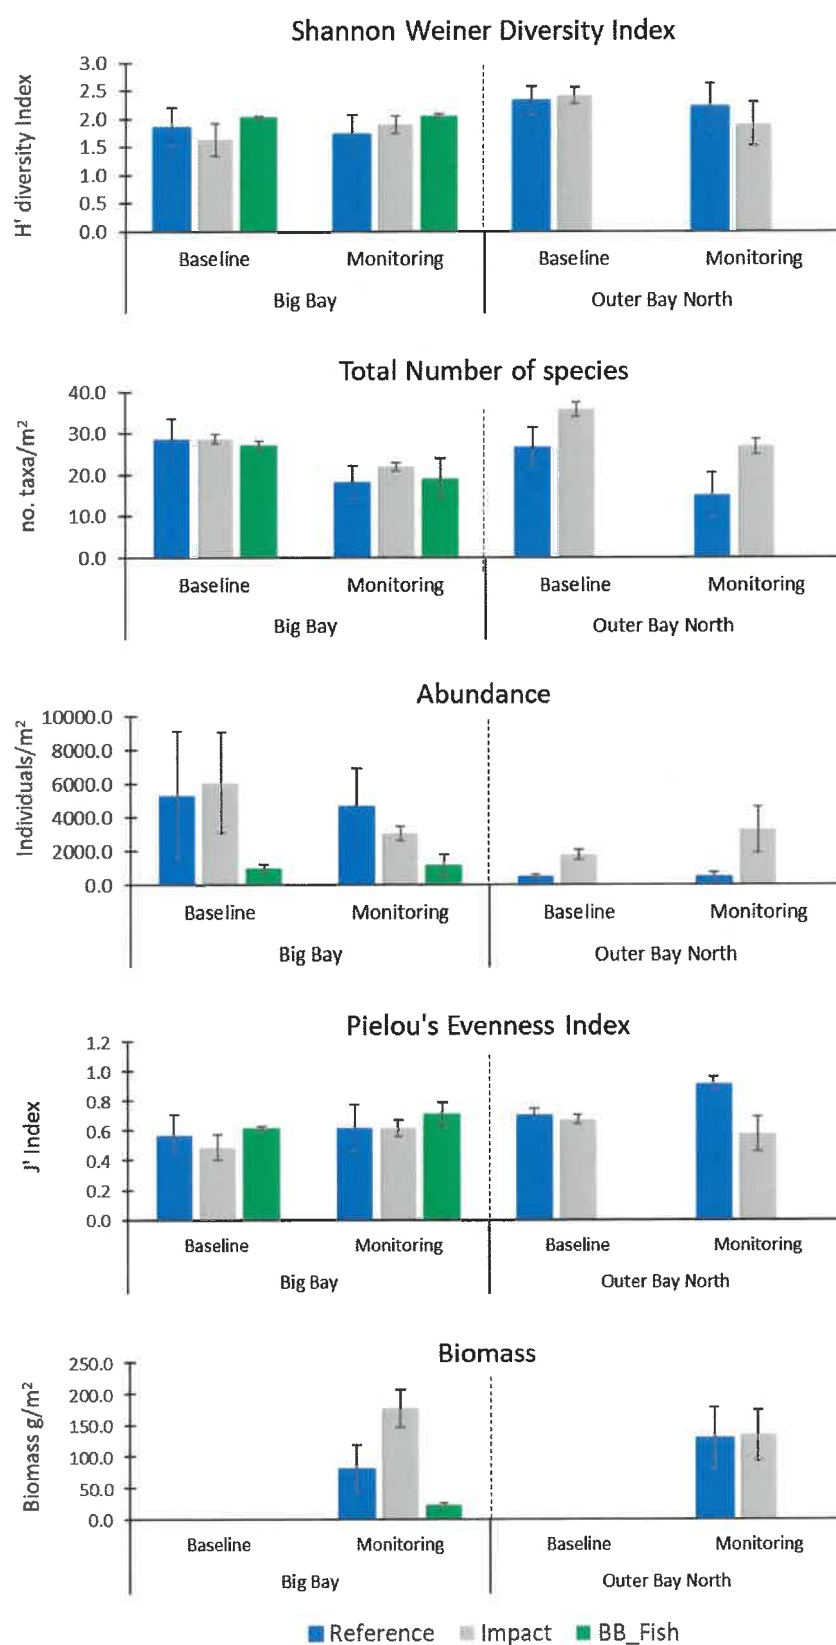 Shannon Weiner Diversity Index
H' diversity Index
3.0
2.5
2.0
1.5
1.0
0.5
0.0
Baseline Monitoring Baseline Monitoring
Big Bay Outer Bay North
Total Number of species
no. taxa/m²
40.0
30.0
20.0
10.0
0.0
Baseline Monitoring Baseline Monitoring
Big Bay Outer Bay North
Abundance
Individuals/m²
10000.0
8000.0
6000.0
4000.0
2000.0
0.0
Baseline Monitoring Baseline Monitoring
Big Bay Outer Bay North
Pielou's Evenness Index
J' Index
1.2
1.0
0.8
0.6
0.4
0.2
0.0
Baseline Monitoring Baseline Monitoring
Big Bay Outer Bay North
Biomass
Biomass g/m²
250.0
200.0
150.0
100.0
50.0
0.0
Baseline Monitoring Baseline Monitoring
Big Bay Outer Bay North
Reference Impact BB_Fish